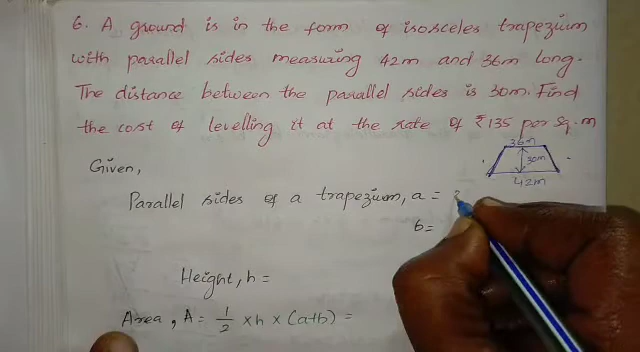 6. A ground is in the form of isosceles trapezium
with parallel sides measuring 42m and 36m long.
The distance between the parallel sides is 30m. Find
the cost of levelling it at the rate of ₹135 per Sq.m
36m
30m
42m
Given,
Parallel sides of a trapezium, a = 3
b =
Height, h =
Area, A = 1/2 × h × (a+b) =